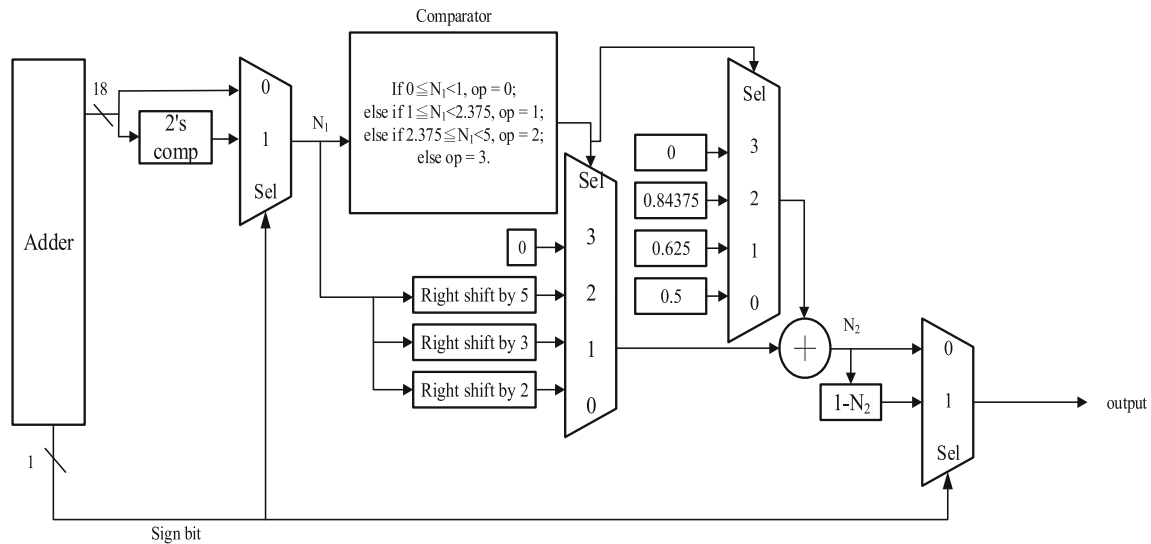 Comparator
Adder
18
2's
comp
0
1
Sel
N₁
If 0≦N₁<1, op = 0;
else if 1≦N₁<2.375, op = 1;
else if 2.375≦N₁<5, op = 2;
else op = 3.
Sel
3
2
1
0
0
Right shift by 5
Right shift by 3
Right shift by 2
Sel
3
2
1
0
0
0.84375
0.625
0.5
+
N₂
1-N₂
0
1
Sel
output
1
Sign bit